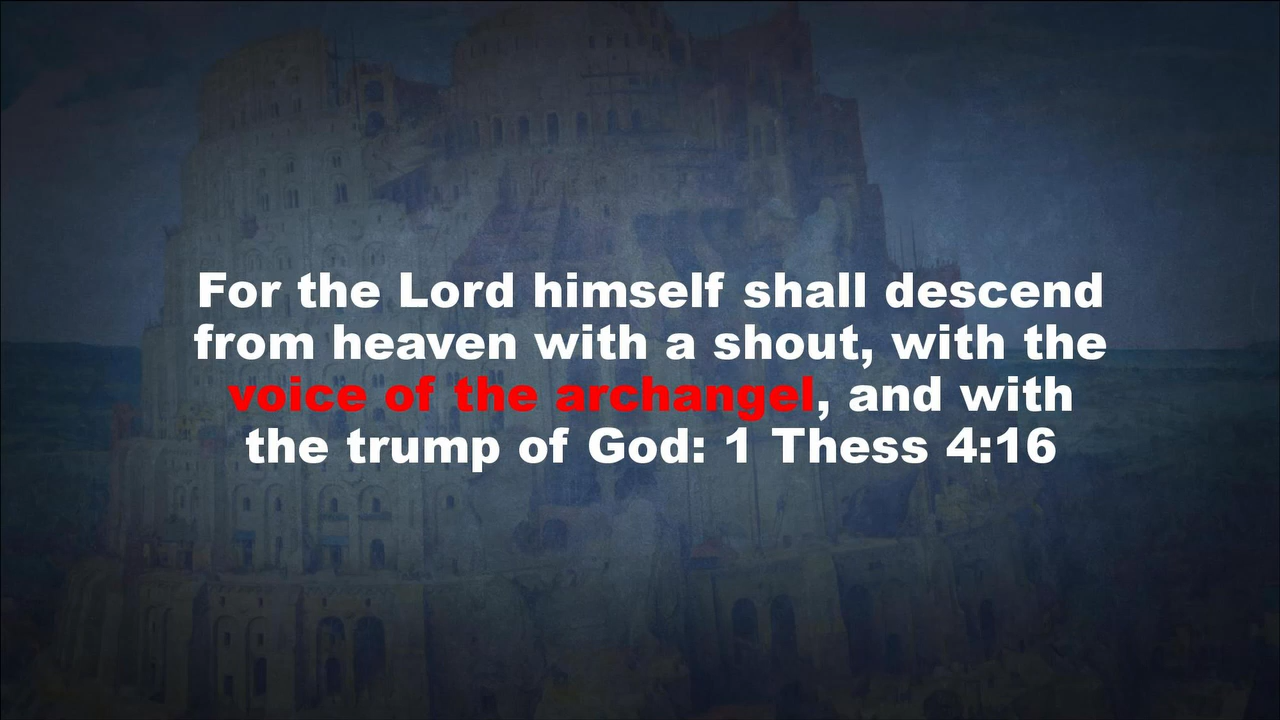 For the Lord himself shall descend
from heaven with a shout, with the
voice of the archangel, and with
the trump of God: 1 Thess 4:16